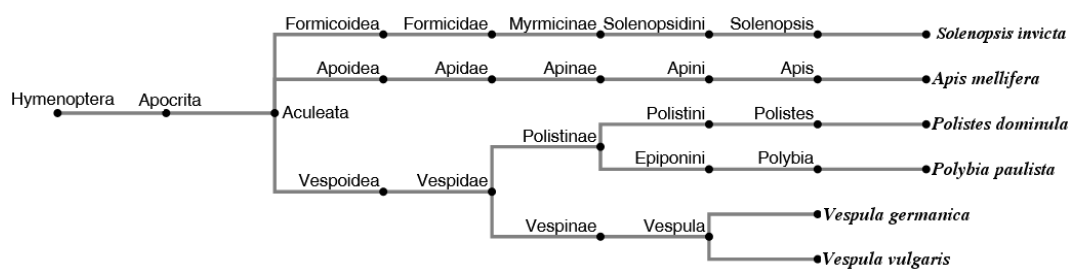 Formicoidea Formicidae Myrmicinae Solenopsidini Solenopsis Solenopsis invicta
Apoidea Apidae Apinae Apini Apis Apis mellifera
Hymenoptera Apocrita Aculeata
Polistinae Polistini Polistes Polistes dominula
Epiponini Polybia Polybia paulista
Vespoidea Vespidae
Vespinae Vespula Vespula germanica
Vespula vulgaris